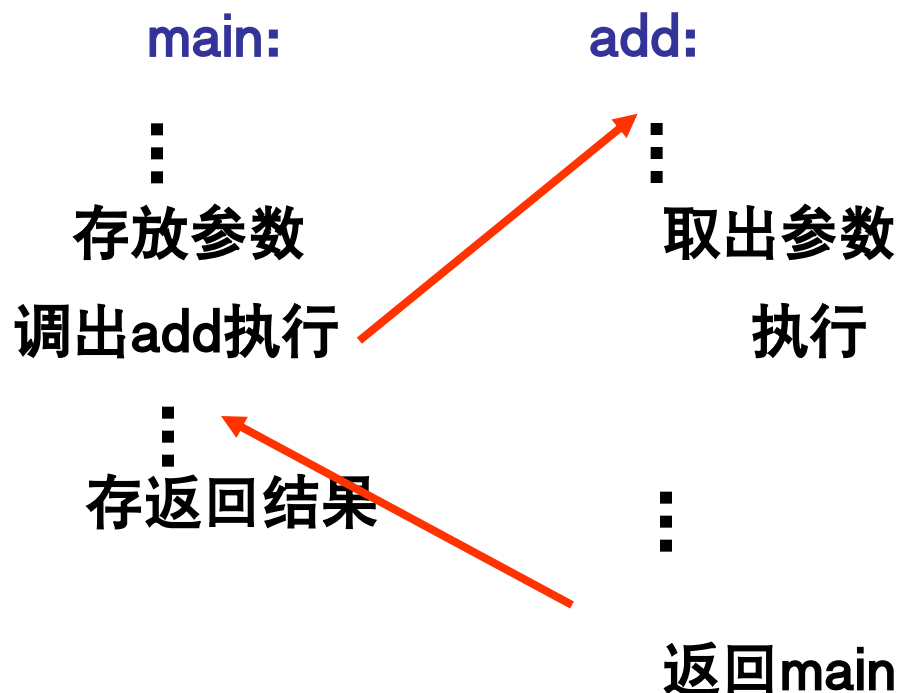 main:
⋮
存放参数
调出add执行
⋮
存返回结果
add:
⋮
取出参数
执行
⋮
返回main